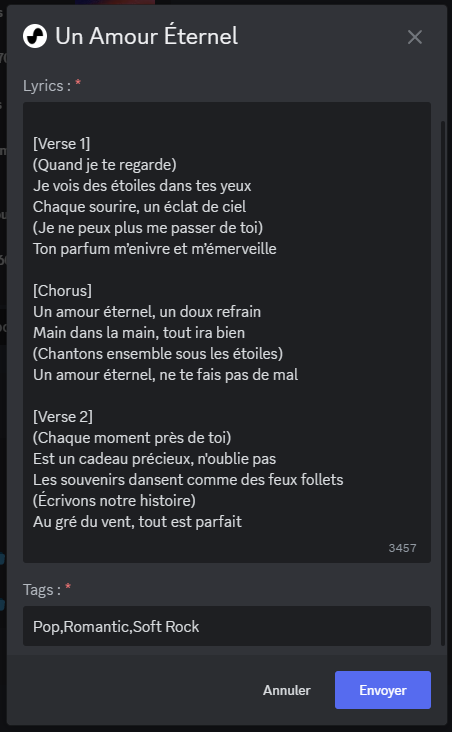 Un Amour Éternel
Lyrics : *
[Verse 1]
(Quand je te regarde)
Je vois des étoiles dans tes yeux
Chaque sourire, un éclat de ciel
(Je ne peux plus me passer de toi)
Ton parfum m’enivre et m’émerveille
[Chorus]
Un amour éternel, un doux refrain
Main dans la main, tout ira bien
(Chantons ensemble sous les étoiles)
Un amour éternel, ne te fais pas de mal
[Verse 2]
(Chaque moment près de toi)
Est un cadeau précieux, n'oublie pas
Les souvenirs dansent comme des feux follets
(Écrivons notre histoire)
Au gré du vent, tout est parfait
3457
Tags : *
Pop,Romantic,Soft Rock
Annuler
Envoyer